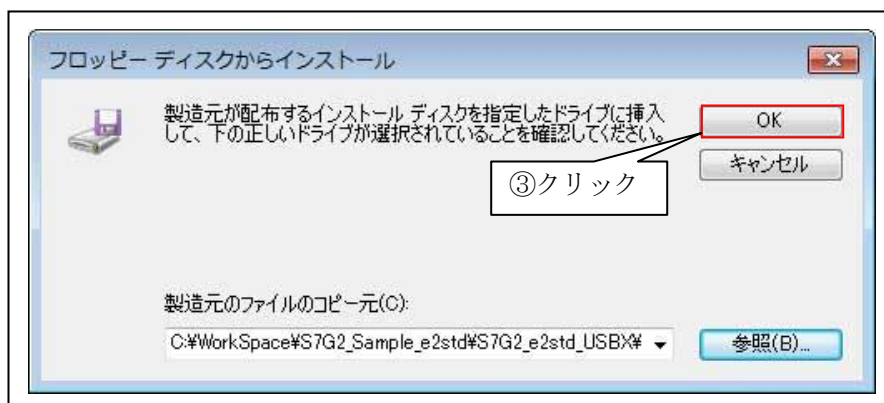 フロッピー ディスクからインストール
製造元が配布するインストール ディスクを指定したドライブに挿入
して、下の正しいドライブが選択されていることを確認してください。
OK
キャンセル
③クリック
製造元のファイルのコピー元(C):
C:¥WorkSpace¥S7G2_Sample_e2std¥S7G2_e2std_USBX¥
参照(B)...